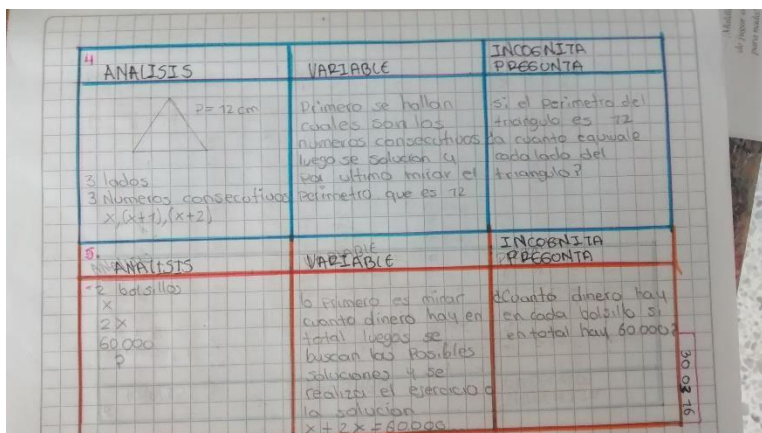 4
ANALISIS
P= 12 cm
3 lados
3 Numeros consecutivos
x,(x+1),(x+2)
VARIABLE
Primero se hallan
cuales son los
numeros consecutivos
luego se solucion y
por ultimo mirar el
Perimetro que es 12
INCOGNITA
PREGUNTA
si el perimetro del
triangulo es 12
a cuanto equivale
cada lado del
triangulo?
5.
ANALISIS
-2 bolsillos
x
2x
60.000
?
VARIABLE
lo primero es mirar
cuanto dinero hay en
total luegos se
buscan las Posibles
soluciones y se
realiza el ejercicio o
la solucion
x + 2x = 60.000
INCOGNITA
PREGUNTA
¿Cuanto dinero hay
en cada bolsillo si
en total hay 60.000?
30 03 16